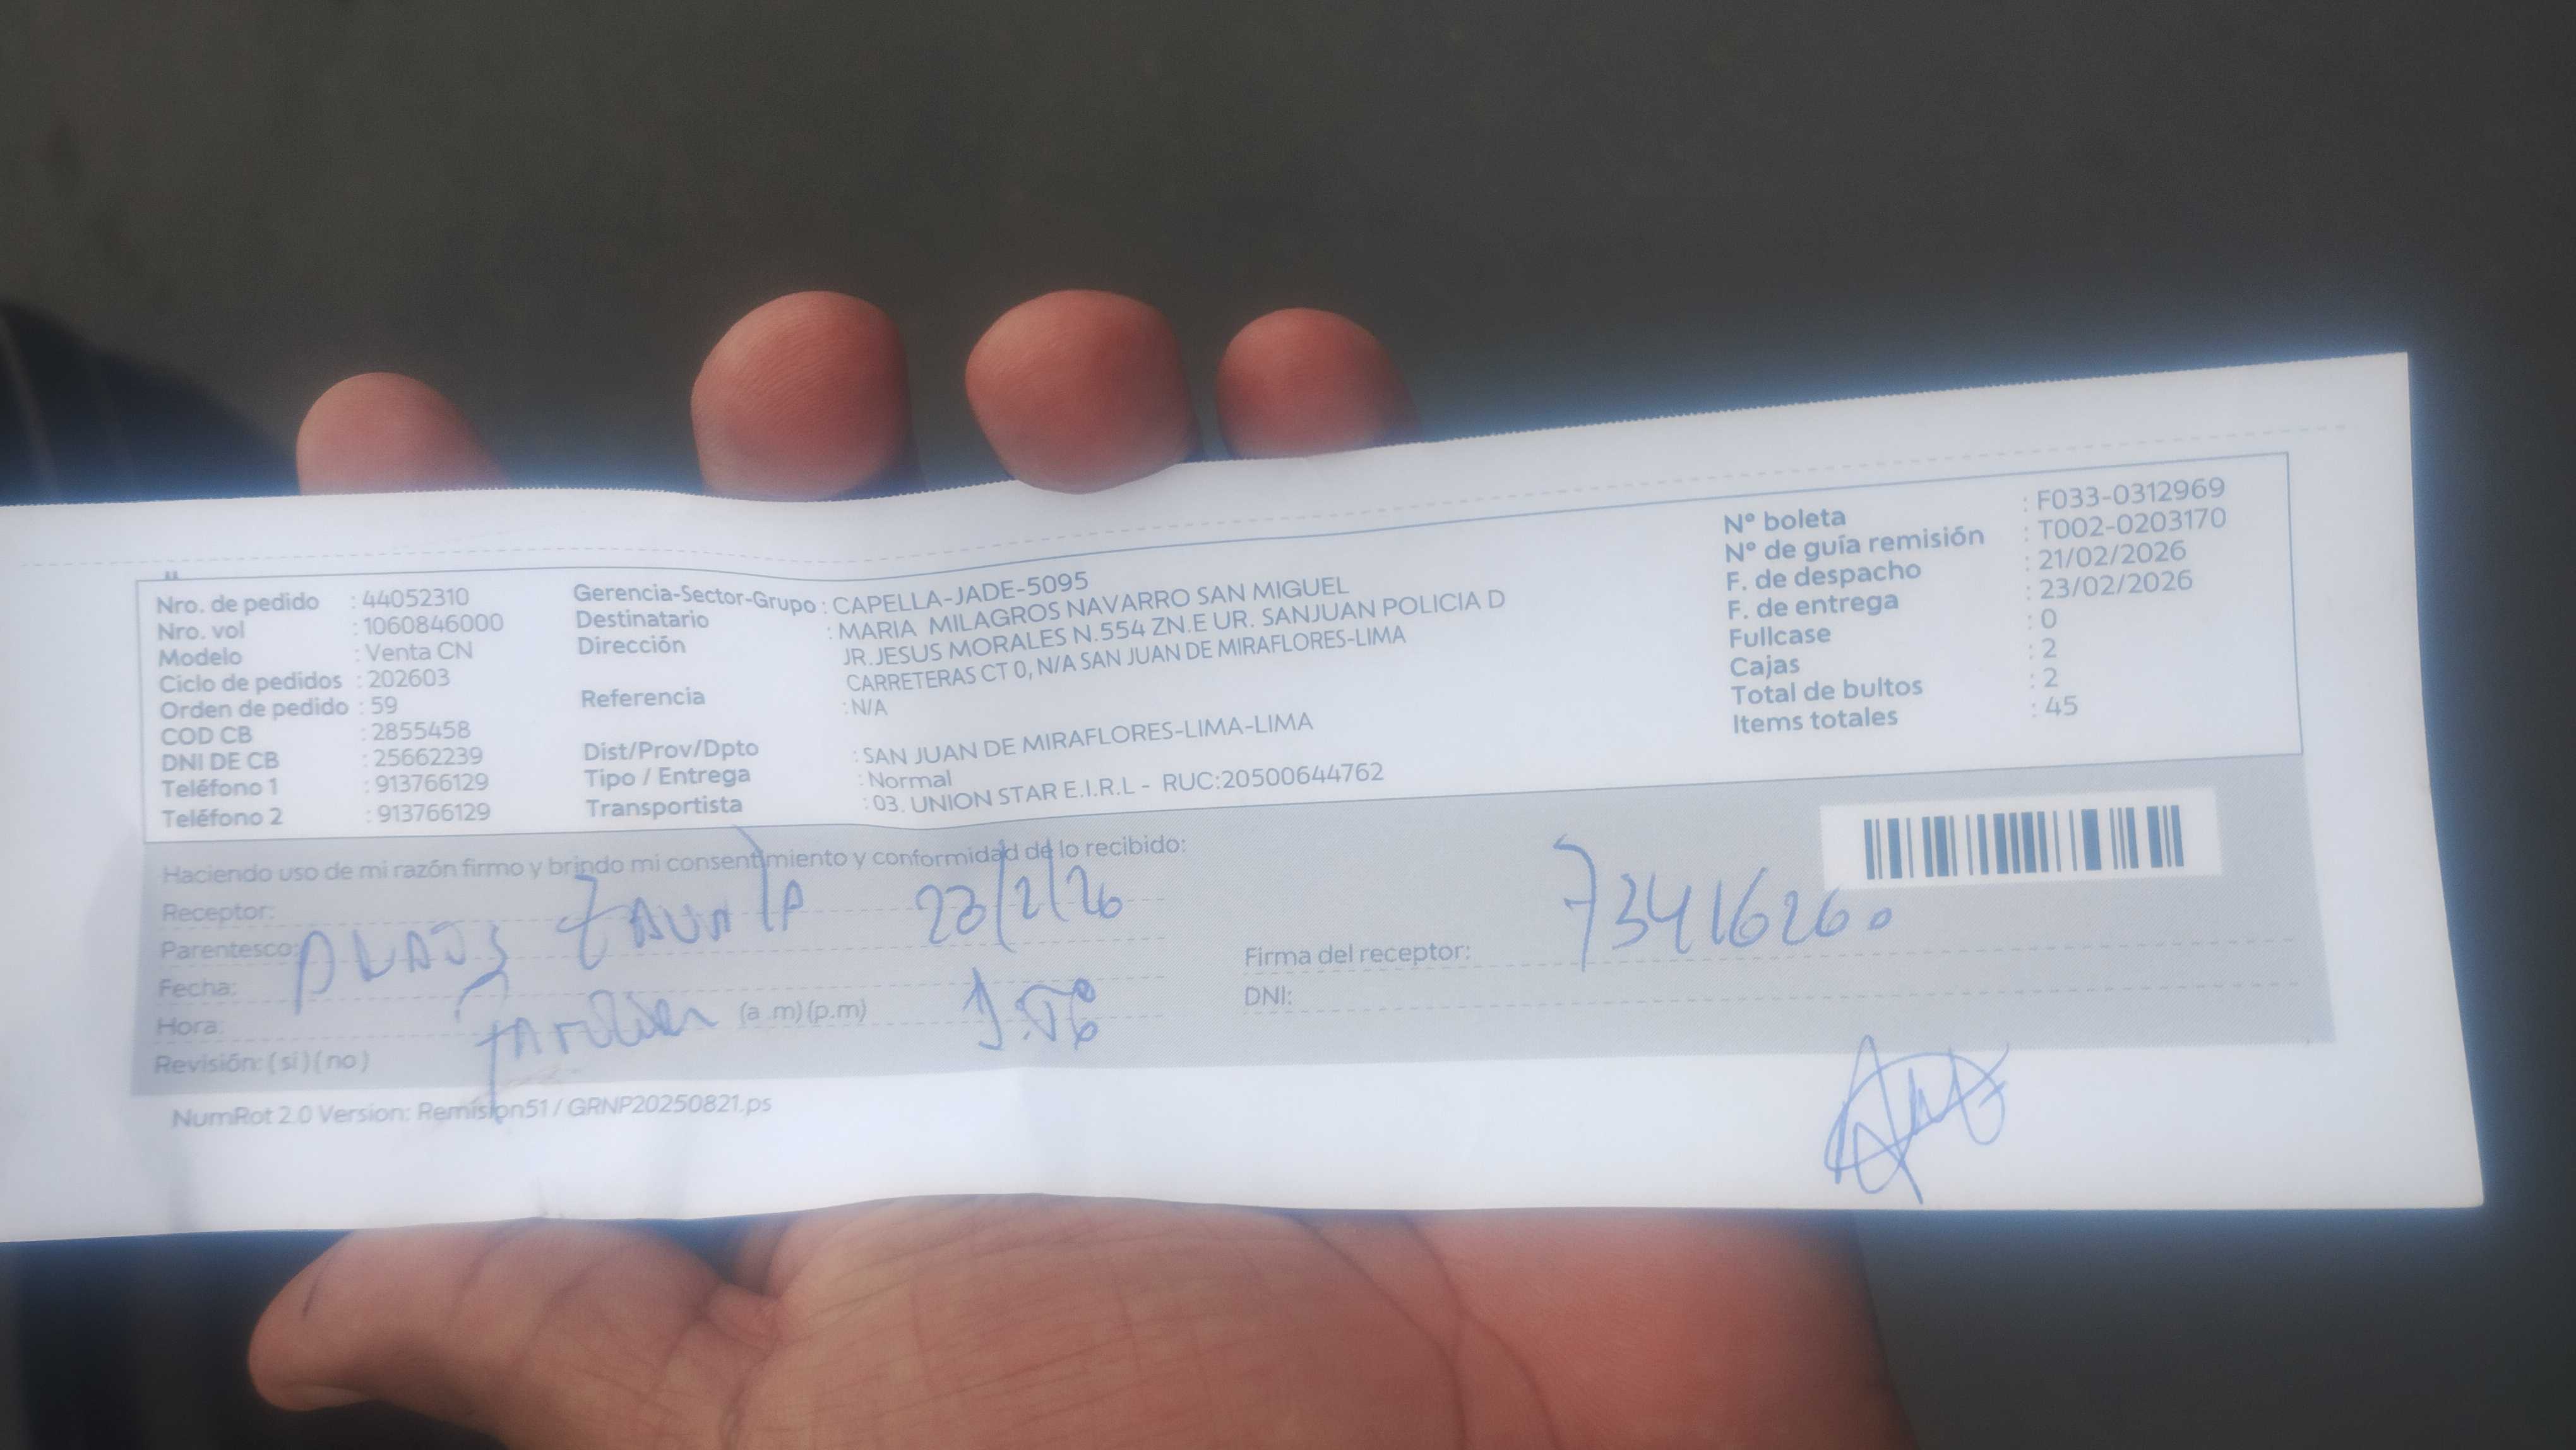 Nro. de pedido : 44052310
Nro. vol : 1060846000
Modelo : Venta CN
Ciclo de pedidos : 202603
Orden de pedido : 59
COD CB : 2855458
DNI DE CB : 25662239
Teléfono 1 : 913766129
Teléfono 2 : 913766129
Gerencia-Sector-Grupo : CAPELLA-JADE-5095
Destinatario : MARIA MILAGROS NAVARRO SAN MIGUEL
Dirección JR.JESUS MORALES N.554 ZN.E UR. SANJUAN POLICIA D
CARRETERAS CT 0, N/A SAN JUAN DE MIRAFLORES-LIMA
Referencia : N/A
Dist/Prov/Dpto : SAN JUAN DE MIRAFLORES-LIMA-LIMA
Tipo / Entrega : Normal
Transportista : 03. UNION STAR E.I.R.L - RUC:20500644762
N° boleta : F033-0312969
N° de guía remisión : T002-0203170
F. de despacho : 21/02/2026
F. de entrega : 23/02/2026
Fullcase : 0
Cajas : 2
Total de bultos : 2
Items totales : 45
Haciendo uso de mi razón firmo y brindo mi consentimiento y conformidad de lo recibido:
Receptor:
Parentesco: 23/2/26
Fecha:
Hora: (a .m)(p.m)
Revisión: (si)(no)
73416260
Firma del receptor:
DNI:
NumRot 2.0 Version: Remision51 / GRNP20250821.ps